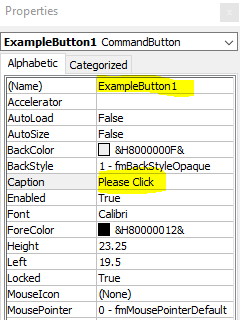 Properties
x
ExampleButton1 CommandButton
Alphabetic Categorized
(Name) ExampleButton1
Accelerator
AutoLoad False
AutoSize False
BackColor &H8000000F&
BackStyle 1 - fmBackStyleOpaque
Caption Please Click
Enabled True
Font Calibri
ForeColor &H80000012&
Height 23.25
Left 19.5
Locked True
MouseIcon (None)
MousePointer 0 - fmMousePointerDefault